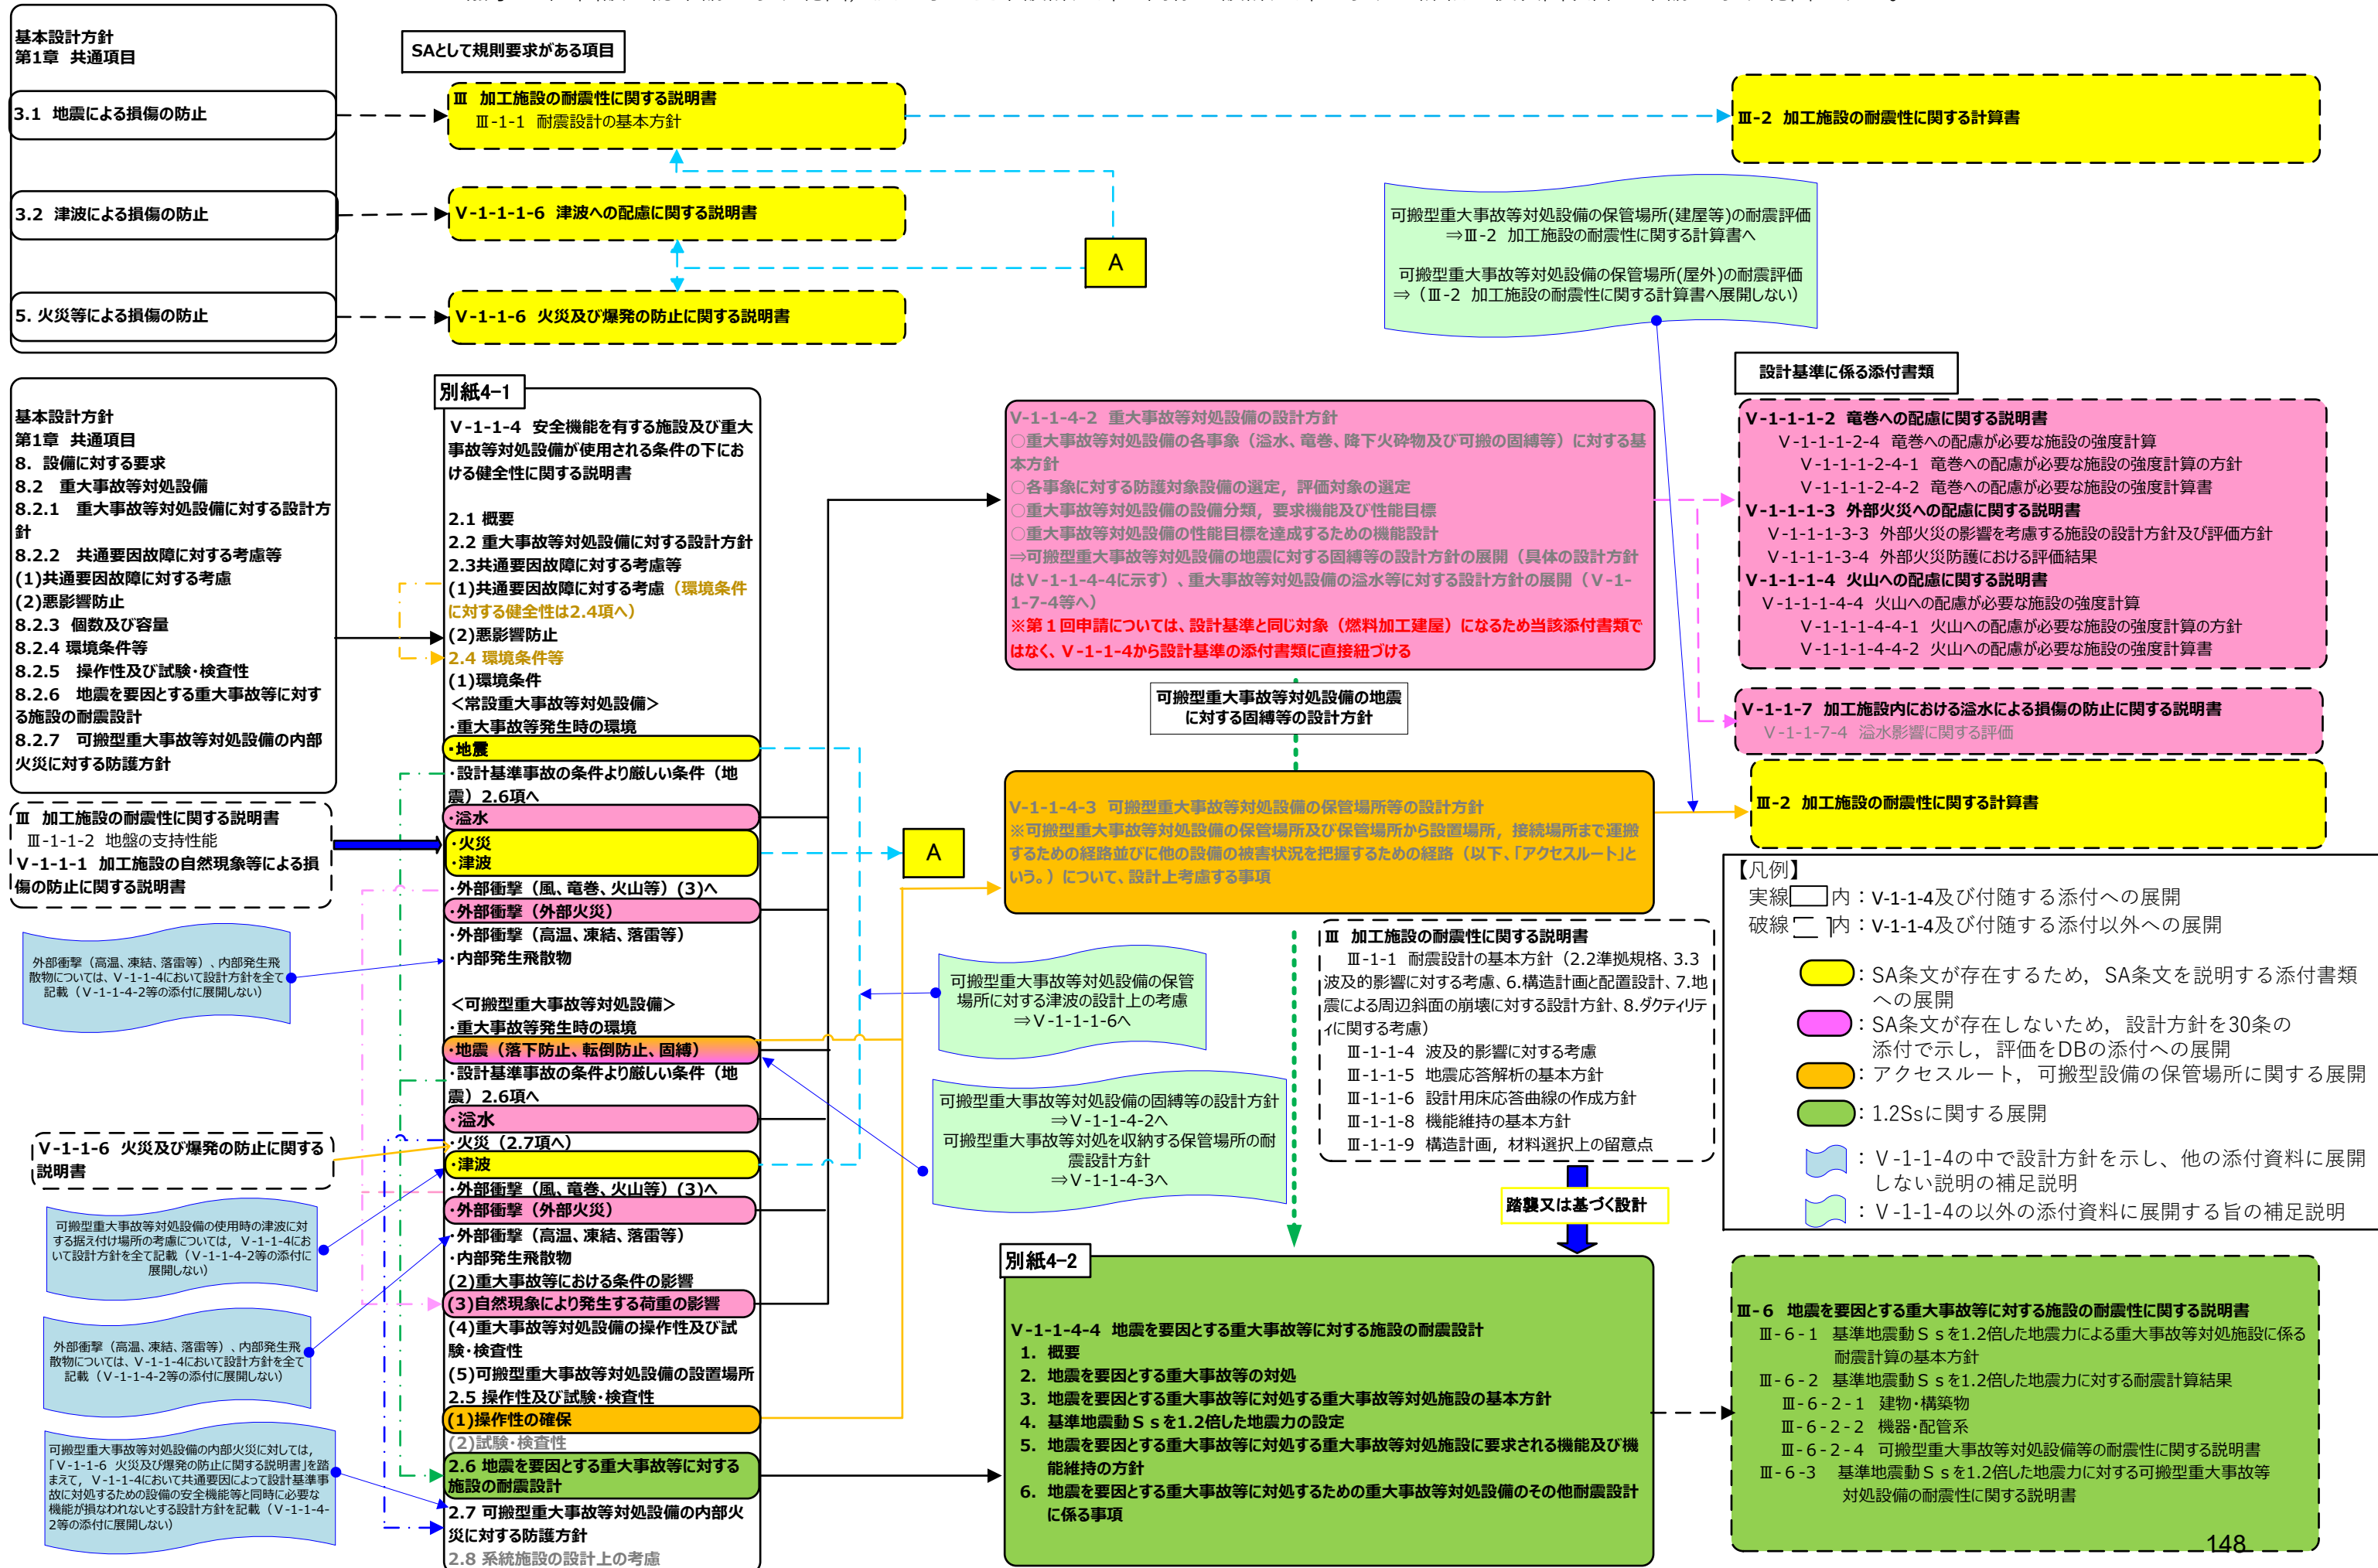 基本設計方針
第1章 共通項目
3.1 地震による損傷の防止
3.2 津波による損傷の防止
5. 火災等による損傷の防止
SAとして規則要求がある項目
Ⅲ 加工施設の耐震性に関する説明書
Ⅲ-1-1 耐震設計の基本方針
Ⅴ-1-1-1-6 津波への配慮に関する説明書
Ⅴ-1-1-6 火災及び爆発の防止に関する説明書
A
Ⅲ-2 加工施設の耐震性に関する計算書
可搬型重大事故等対処設備の保管場所(建屋等)の耐震評価
⇒Ⅲ-2 加工施設の耐震性に関する計算書へ
可搬型重大事故等対処設備の保管場所(屋外)の耐震評価
⇒（Ⅲ-2 加工施設の耐震性に関する計算書へ展開しない）
基本設計方針
第1章 共通項目
8. 設備に対する要求
8.2 重大事故等対処設備
8.2.1 重大事故等対処設備に対する設計方
針
8.2.2 共通要因故障に対する考慮等
(1)共通要因故障に対する考慮
(2)悪影響防止
8.2.3 個数及び容量
8.2.4 環境条件等
8.2.5 操作性及び試験・検査性
8.2.6 地震を要因とする重大事故等に対す
る施設の耐震設計
8.2.7 可搬型重大事故等対処設備の内部
火災に対する防護方針
Ⅲ 加工施設の耐震性に関する説明書
Ⅲ-1-1-2 地盤の支持性能
Ⅴ-1-1-1 加工施設の自然現象等による損
傷の防止に関する説明書
外部衝撃（高温、凍結、落雷等）、内部発生飛
散物については、Ⅴ-1-1-4において設計方針を全て
記載（Ⅴ-1-1-4-2等の添付に展開しない）
Ⅴ-1-1-6 火災及び爆発の防止に関する
説明書
可搬型重大事故等対処設備の使用時の津波に対
する据え付け場所の考慮については，Ⅴ-1-1-4にお
いて設計方針を全て記載（Ⅴ-1-1-4-2等の添付に
展開しない）
外部衝撃（高温、凍結、落雷等）、内部発生飛
散物については、Ⅴ-1-1-4において設計方針を全て
記載（Ⅴ-1-1-4-2等の添付に展開しない）
可搬型重大事故等対処設備の内部火災に対しては，
「Ⅴ-1-1-6 火災及び爆発の防止に関する説明書」を踏
まえて，Ⅴ-1-1-4において共通要因によって設計基準事
故に対処するための設備の安全機能等と同時に必要な
機能が損なわれないとする設計方針を記載（Ⅴ-1-1-4-
2等の添付に展開しない）
別紙4-1
Ⅴ-1-1-4 安全機能を有する施設及び重大
事故等対処設備が使用される条件の下にお
ける健全性に関する説明書
2.1 概要
2.2 重大事故等対処設備に対する設計方針
2.3共通要因故障に対する考慮等
(1)共通要因故障に対する考慮（環境条件
に対する健全性は2.4項へ）
(2)悪影響防止
2.4 環境条件等
(1)環境条件
＜常設重大事故等対処設備＞
・重大事故等発生時の環境
・地震
・設計基準事故の条件より厳しい条件（地
震）2.6項へ
・溢水
・火災
・津波
・外部衝撃（風、竜巻、火山等）(3)へ
・外部衝撃（外部火災）
・外部衝撃（高温、凍結、落雷等）
・内部発生飛散物
＜可搬型重大事故等対処設備＞
・重大事故等発生時の環境
・地震（落下防止、転倒防止、固縛）
・設計基準事故の条件より厳しい条件（地
震）2.6項へ
・溢水
・火災（2.7項へ）
・津波
・外部衝撃（風、竜巻、火山等）(3)へ
・外部衝撃（外部火災）
・外部衝撃（高温、凍結、落雷等）
・内部発生飛散物
(2)重大事故等における条件の影響
(3)自然現象により発生する荷重の影響
(4)重大事故等対処設備の操作性及び試
験・検査性
(5)可搬型重大事故等対処設備の設置場所
2.5 操作性及び試験・検査性
(1)操作性の確保
(2)試験・検査性
2.6 地震を要因とする重大事故等に対する
施設の耐震設計
2.7 可搬型重大事故等対処設備の内部火
災に対する防護方針
2.8 系統施設の設計上の考慮
A
Ⅴ-1-1-4-2 重大事故等対処設備の設計方針
○重大事故等対処設備の各事象（溢水、竜巻、降下火砕物及び可搬の固縛等）に対する基
本方針
○各事象に対する防護対象設備の選定，評価対象の選定
○重大事故等対処設備の設備分類，要求機能及び性能目標
○重大事故等対処設備の性能目標を達成するための機能設計
⇒可搬型重大事故等対処設備の地震に対する固縛等の設計方針の展開（具体の設計方針
はⅤ-1-1-4-4に示す）、重大事故等対処設備の溢水等に対する設計方針の展開（Ⅴ-1-
1-7-4等へ）
※第１回申請については、設計基準と同じ対象（燃料加工建屋）になるため当該添付書類で
はなく、Ⅴ-1-1-4から設計基準の添付書類に直接紐づける
可搬型重大事故等対処設備の地震
に対する固縛等の設計方針
Ⅴ-1-1-4-3 可搬型重大事故等対処設備の保管場所等の設計方針
※可搬型重大事故等対処設備の保管場所及び保管場所から設置場所，接続場所まで運搬
するための経路並びに他の設備の被害状況を把握するための経路（以下、「アクセスルート」と
いう。）について、設計上考慮する事項
可搬型重大事故等対処設備の保管
場所に対する津波の設計上の考慮
⇒Ⅴ-1-1-1-6へ
可搬型重大事故等対処設備の固縛等の設計方針
⇒Ⅴ-1-1-4-2へ
可搬型重大事故等対処を収納する保管場所の耐
震設計方針
⇒Ⅴ-1-1-4-3へ
Ⅲ 加工施設の耐震性に関する説明書
Ⅲ-1-1 耐震設計の基本方針（2.2準拠規格、3.3
波及的影響に対する考慮、6.構造計画と配置設計、7.地
震による周辺斜面の崩壊に対する設計方針、8.ダクティリテ
ィに関する考慮）
Ⅲ-1-1-4 波及的影響に対する考慮
Ⅲ-1-1-5 地震応答解析の基本方針
Ⅲ-1-1-6 設計用床応答曲線の作成方針
Ⅲ-1-1-8 機能維持の基本方針
Ⅲ-1-1-9 構造計画，材料選択上の留意点
踏襲又は基づく設計
別紙4-2
Ⅴ-1-1-4-4 地震を要因とする重大事故等に対する施設の耐震設計
1. 概要
2. 地震を要因とする重大事故等の対処
3. 地震を要因とする重大事故等に対処する重大事故等対処施設の基本方針
4. 基準地震動Ｓｓを1.2倍した地震力の設定
5. 地震を要因とする重大事故等に対処する重大事故等対処施設に要求される機能及び機
能維持の方針
6. 地震を要因とする重大事故等に対処するための重大事故等対処設備のその他耐震設計
に係る事項
設計基準に係る添付書類
Ⅴ-1-1-1-2 竜巻への配慮に関する説明書
Ⅴ-1-1-1-2-4 竜巻への配慮が必要な施設の強度計算
Ⅴ-1-1-1-2-4-1 竜巻への配慮が必要な施設の強度計算の方針
Ⅴ-1-1-1-2-4-2 竜巻への配慮が必要な施設の強度計算書
Ⅴ-1-1-1-3 外部火災への配慮に関する説明書
Ⅴ-1-1-1-3-3 外部火災の影響を考慮する施設の設計方針及び評価方針
Ⅴ-1-1-1-3-4 外部火災防護における評価結果
Ⅴ-1-1-1-4 火山への配慮に関する説明書
Ⅴ-1-1-1-4-4 火山への配慮が必要な施設の強度計算
Ⅴ-1-1-1-4-4-1 火山への配慮が必要な施設の強度計算の方針
Ⅴ-1-1-1-4-4-2 火山への配慮が必要な施設の強度計算書
Ⅴ-1-1-7 加工施設内における溢水による損傷の防止に関する説明書
Ⅴ-1-1-7-4 溢水影響に関する評価
Ⅲ-2 加工施設の耐震性に関する計算書
【凡例】
実線 内：Ⅴ-1-1-4及び付随する添付への展開
破線 内：Ⅴ-1-1-4及び付随する添付以外への展開
：SA条文が存在するため，SA条文を説明する添付書類
への展開
：SA条文が存在しないため，設計方針を30条の
添付で示し，評価をDBの添付への展開
：アクセスルート，可搬型設備の保管場所に関する展開
：1.2Ssに関する展開
：Ⅴ-1-1-4の中で設計方針を示し、他の添付資料に展開
しない説明の補足説明
：Ⅴ-1-1-4の以外の添付資料に展開する旨の補足説明
Ⅲ-6 地震を要因とする重大事故等に対する施設の耐震性に関する説明書
Ⅲ-6-1 基準地震動Ｓｓを1.2倍した地震力による重大事故等対処施設に係る
耐震計算の基本方針
Ⅲ-6-2 基準地震動Ｓｓを1.2倍した地震力に対する耐震計算結果
Ⅲ-6-2-1 建物・構築物
Ⅲ-6-2-2 機器・配管系
Ⅲ-6-2-4 可搬型重大事故等対処設備等の耐震性に関する説明書
Ⅲ-6-3 基準地震動Ｓｓを1.2倍した地震力に対する可搬型重大事故等
対処設備の耐震性に関する説明書
148